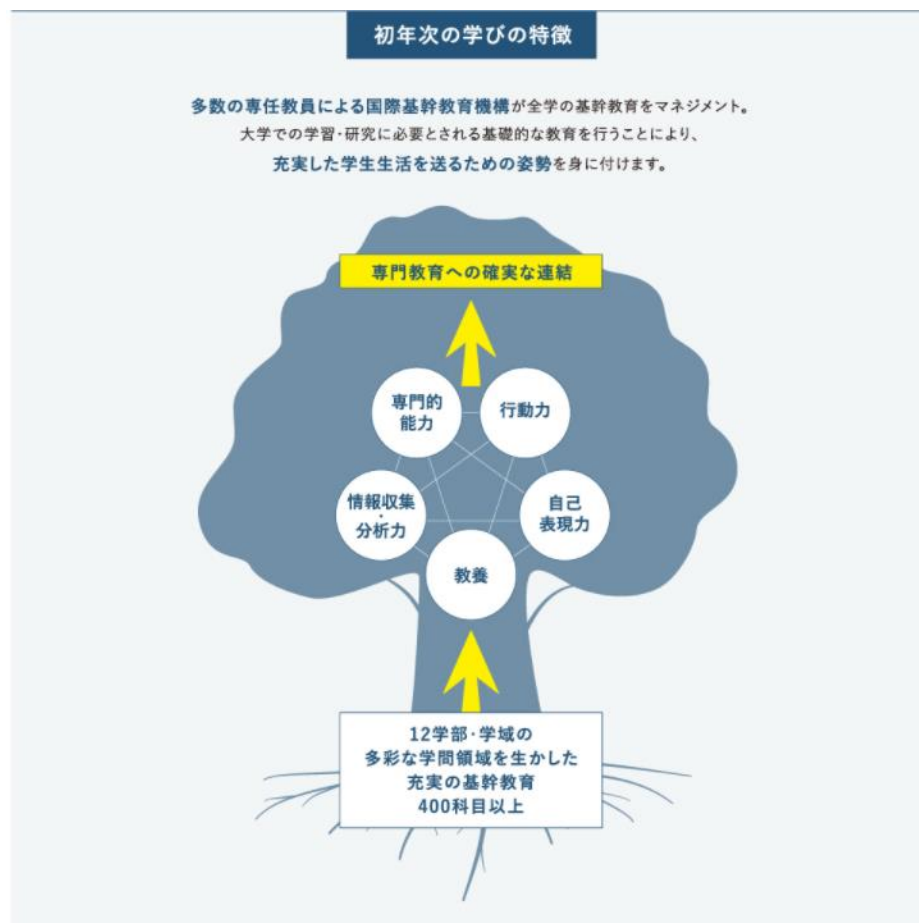 初年次の学びの特徴
多数の専任教員による国際基幹教育機構が全学の基幹教育をマネジメント。
大学での学習・研究に必要とされる基礎的な教育を行うことにより、
充実した学生生活を送るための姿勢を身に付けます。
専門教育への確実な連結
専門的
能力
行動力
情報収集
・
分析力
自己
表現力
教養
12学部・学域の
多彩な学問領域を生かした
充実の基幹教育
400科目以上